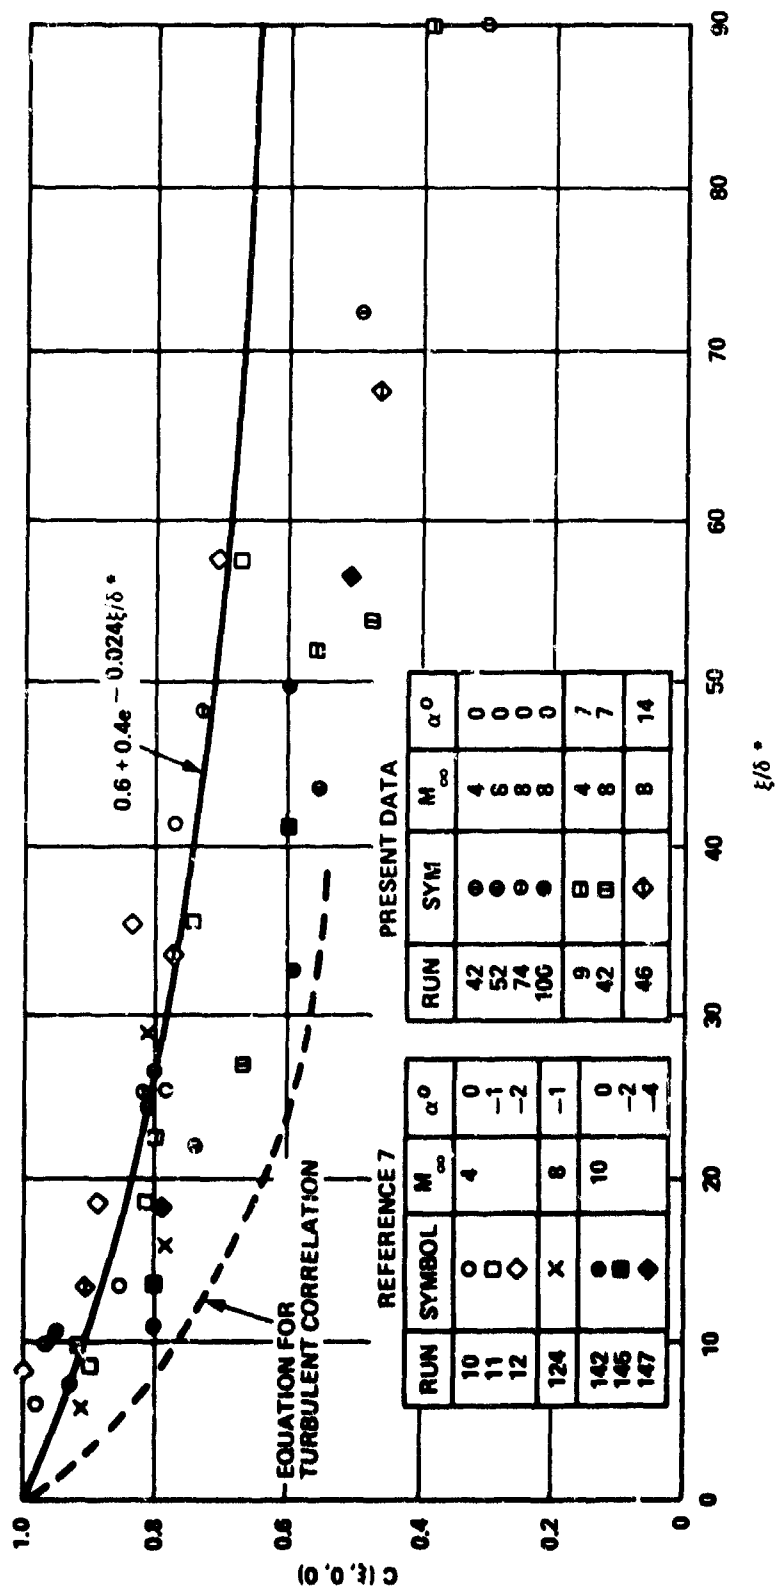 1.0
0.8
0.6
0.4
0.2
0
C (ξ, 0, 0)
0
10
20
30
40
50
60
70
80
90
ξ/δ *
0.6 + 0.4e − 0.024ξ/δ *
EQUATION FOR
TURBULENT CORRELATION
REFERENCE 7
RUN SYMBOL M∞ α°
10 ○ 4 0
11 □ −1
12 ◇ −2
124 × 8 −1
142 ● 10 0
145 ■ −2
147 ◆ −4
PRESENT DATA
RUN SYM M∞ α°
42 4 0
52 6 0
74 8 0
100 8 0
9 4 7
42 8 7
46 8 14